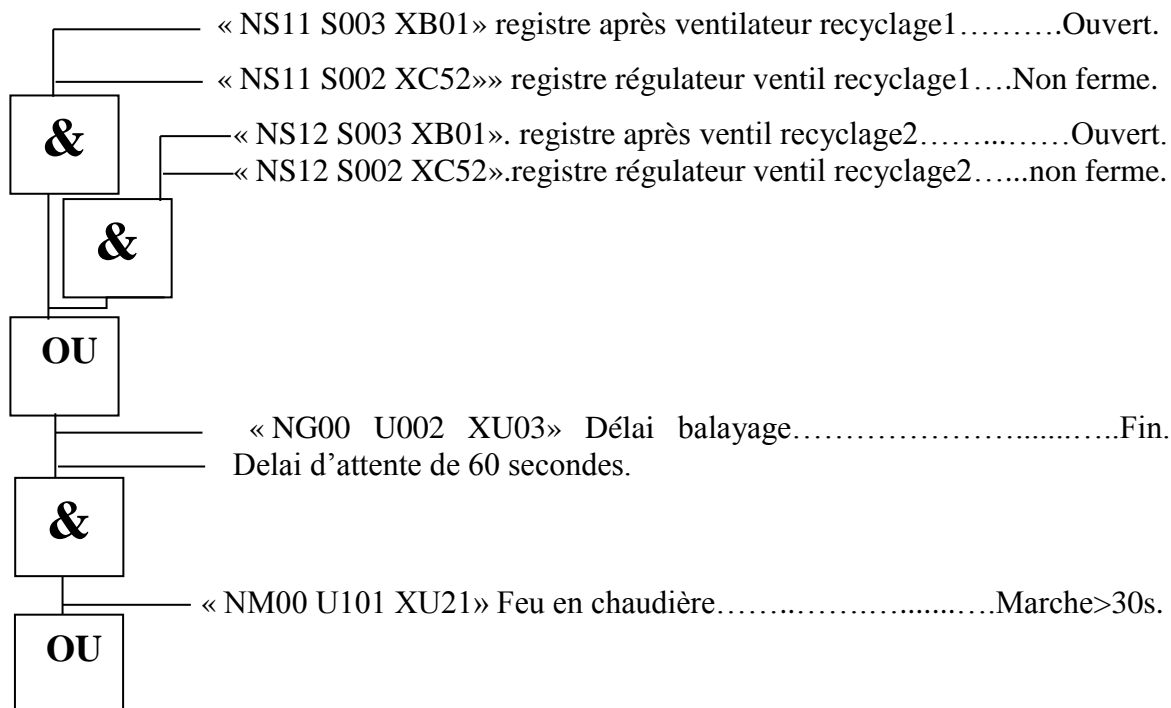 « NS11 S003 XB01» registre après ventilateur recyclage1……….Ouvert.
« NS11 S002 XC52»» registre régulateur ventil recyclage1….Non ferme.
&
« NS12 S003 XB01». registre après ventil recyclage2……...……Ouvert.
« NS12 S002 XC52».registre régulateur ventil recyclage2…...non ferme.
&
OU
« NG00 U002 XU03» Délai balayage…………………......…..Fin.
Delai d’attente de 60 secondes.
&
« NM00 U101 XU21» Feu en chaudière……..…….…......….Marche>30s.
OU